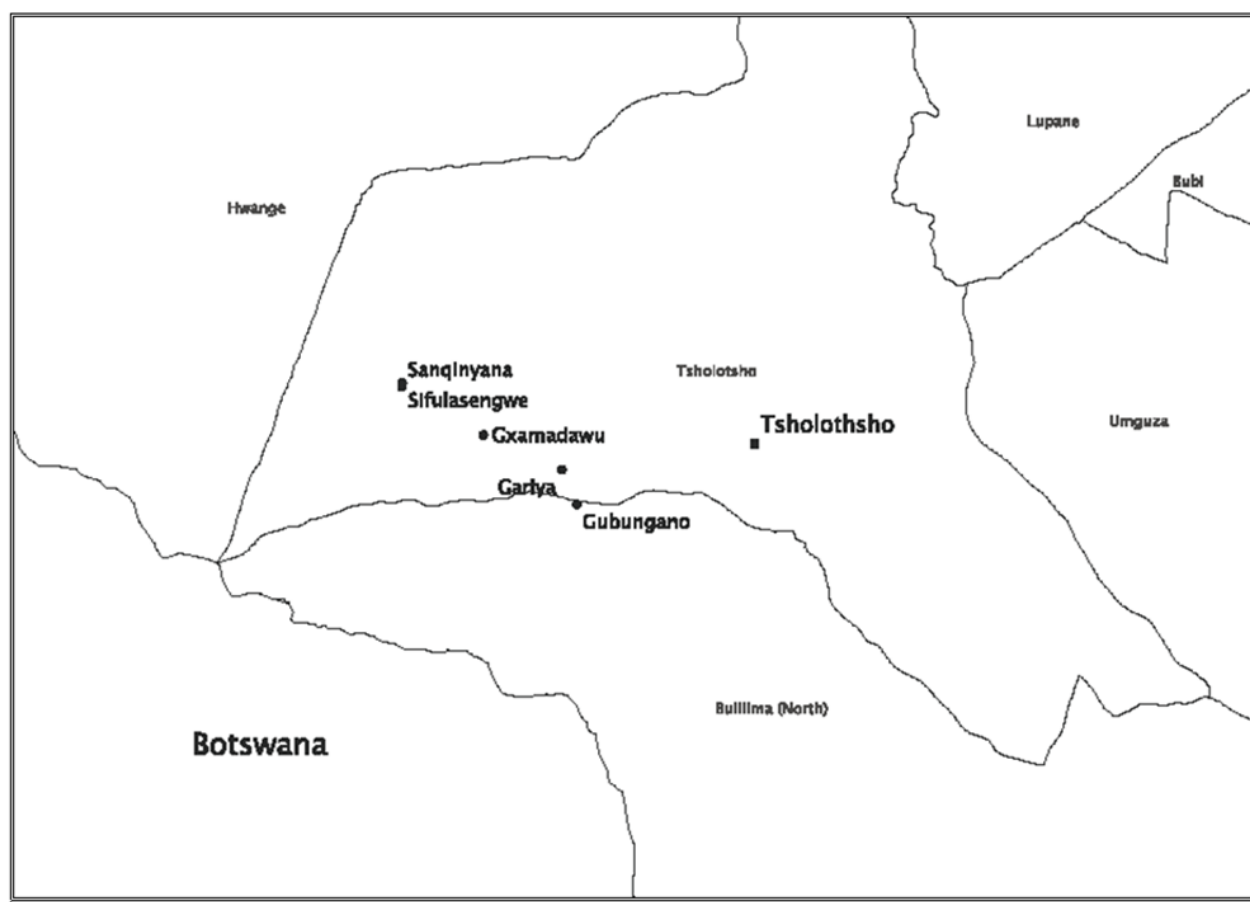 Lupane
Bubi
Hwange
Sanqinyana
Tsholotsho
Sifulasengwe
Tsholothsho
Umguza
Gxamadawu
Gariya
Gubungano
Bulilima (North)
Botswana